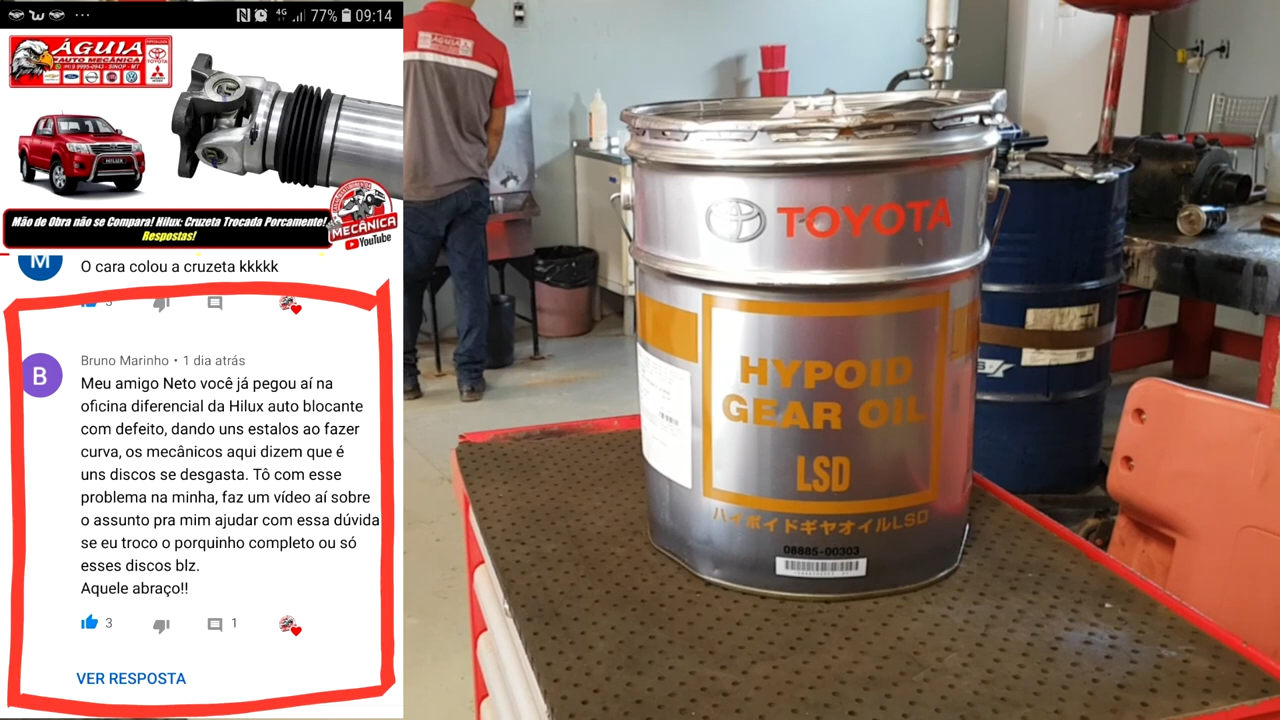 4G 77% 09:14
ÁGUIA
AUTO MECÂNICA
TOYOTA
HILUX
Mão de Obra não se Compara! Hilux: Cruzeta Trocada Porcamente!
Respostas!
MECÂNICA
YouTube
M
O cara colou a cruzeta kkkkk
3
B
Bruno Marinho • 1 dia atrás
Meu amigo Neto você já pegou aí na
oficina diferencial da Hilux auto blocante
com defeito, dando uns estalos ao fazer
curva, os mecânicos aqui dizem que é
uns discos se desgasta. Tô com esse
problema na minha, faz um vídeo aí sobre
o assunto pra mim ajudar com essa dúvida
se eu troco o porquinho completo ou só
esses discos blz.
Aquele abraço!!
3 1
VER RESPOSTA
TOYOTA
HYPOID
GEAR OIL
LSD
ハイポイドギヤオイルLSD
08885-00303